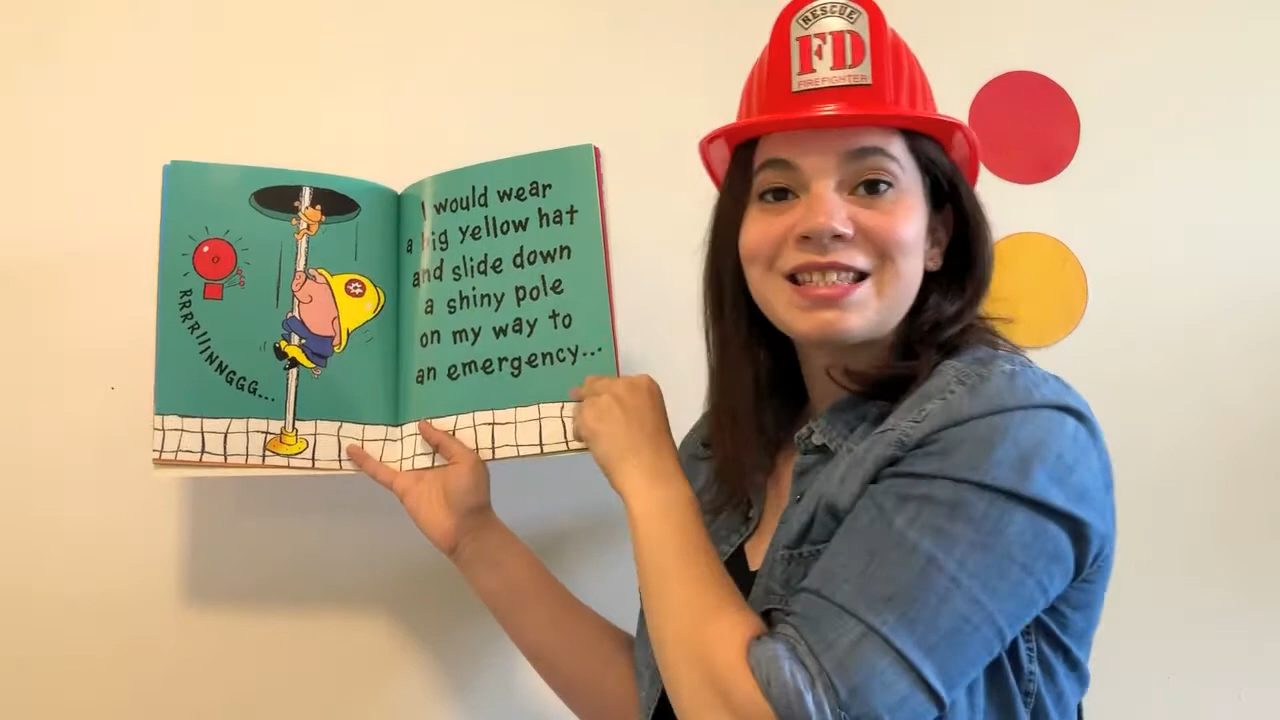 RESCUE
FD
FIREFIGHTER
RRRRIIINNNGGG...
I would wear
a big yellow hat
and slide down
a shiny pole
on my way to
an emergency...